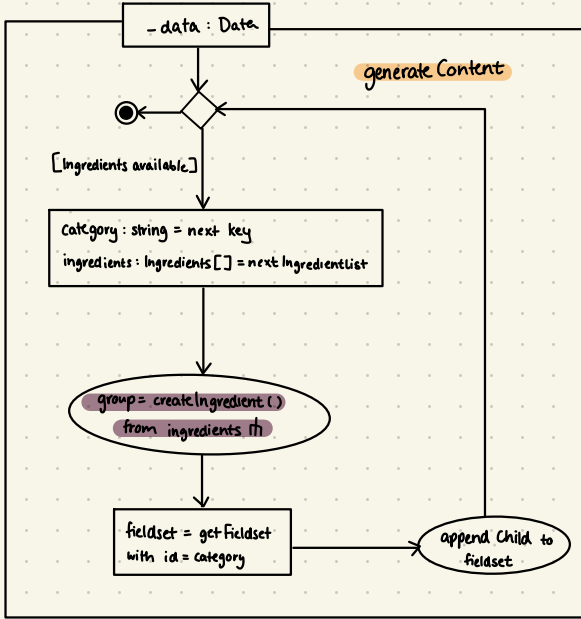 _data : Data
generate Content
[Ingredients available]
category : string = next key
ingredients : Ingredients[] = next IngredientList
group = createIngredient()
from ingredients
fieldset = getFieldset
with id = category
append Child to
fieldset